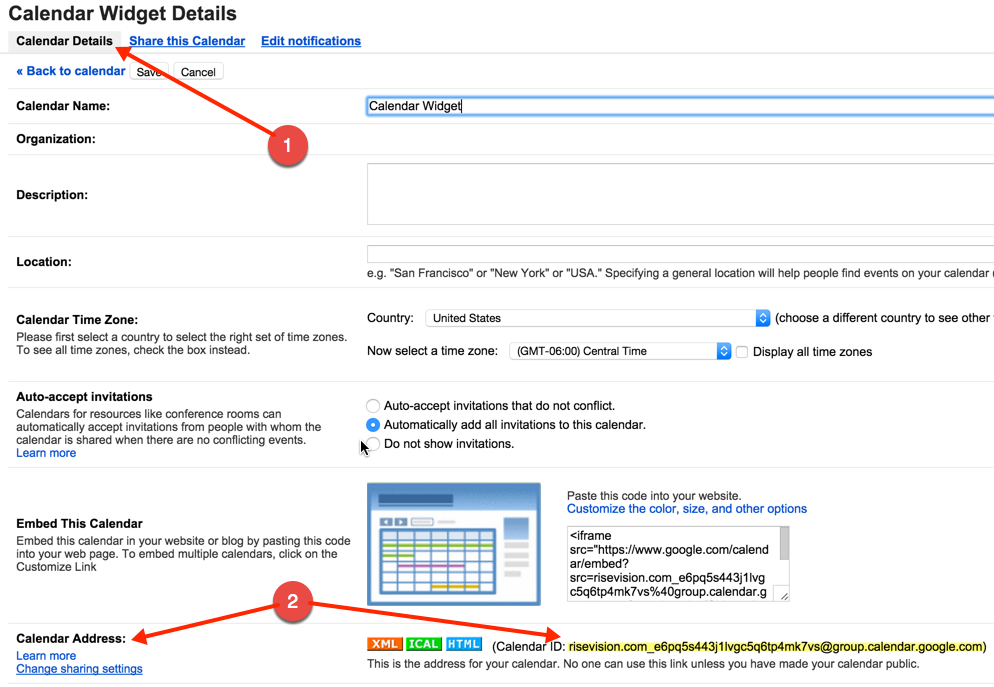 Calendar Widget Details
Calendar Details Share this Calendar Edit notifications
« Back to calendar Save Cancel
Calendar Name: Calendar Widget
1
Organization:
Description:
Location:
e.g. "San Francisco" or "New York" or "USA." Specifying a general location will help people find events on your calendar (
Calendar Time Zone:
Please first select a country to select the right set of time zones.
To see all time zones, check the box instead.
Country: United States (choose a different country to see other
Now select a time zone: (GMT-06:00) Central Time Display all time zones
Auto-accept invitations
Calendars for resources like conference rooms can
automatically accept invitations from people with whom the
calendar is shared when there are no conflicting events.
Learn more
Auto-accept invitations that do not conflict.
Automatically add all invitations to this calendar.
Do not show invitations.
Embed This Calendar
Embed this calendar in your website or blog by pasting this code
into your web page. To embed multiple calendars, click on the
Customize Link
Paste this code into your website.
Customize the color, size, and other options
<iframe
src="https://www.google.com/calend
ar/embed?
src=risevision.com_e6pq5s443j1lvg
c5q6tp4mk7vs%40group.calendar.g
2
Calendar Address:
Learn more
Change sharing settings
XML ICAL HTML (Calendar ID: risevision.com_e6pq5s443j1lvgc5q6tp4mk7vs@group.calendar.google.com)
This is the address for your calendar. No one can use this link unless you have made your calendar public.